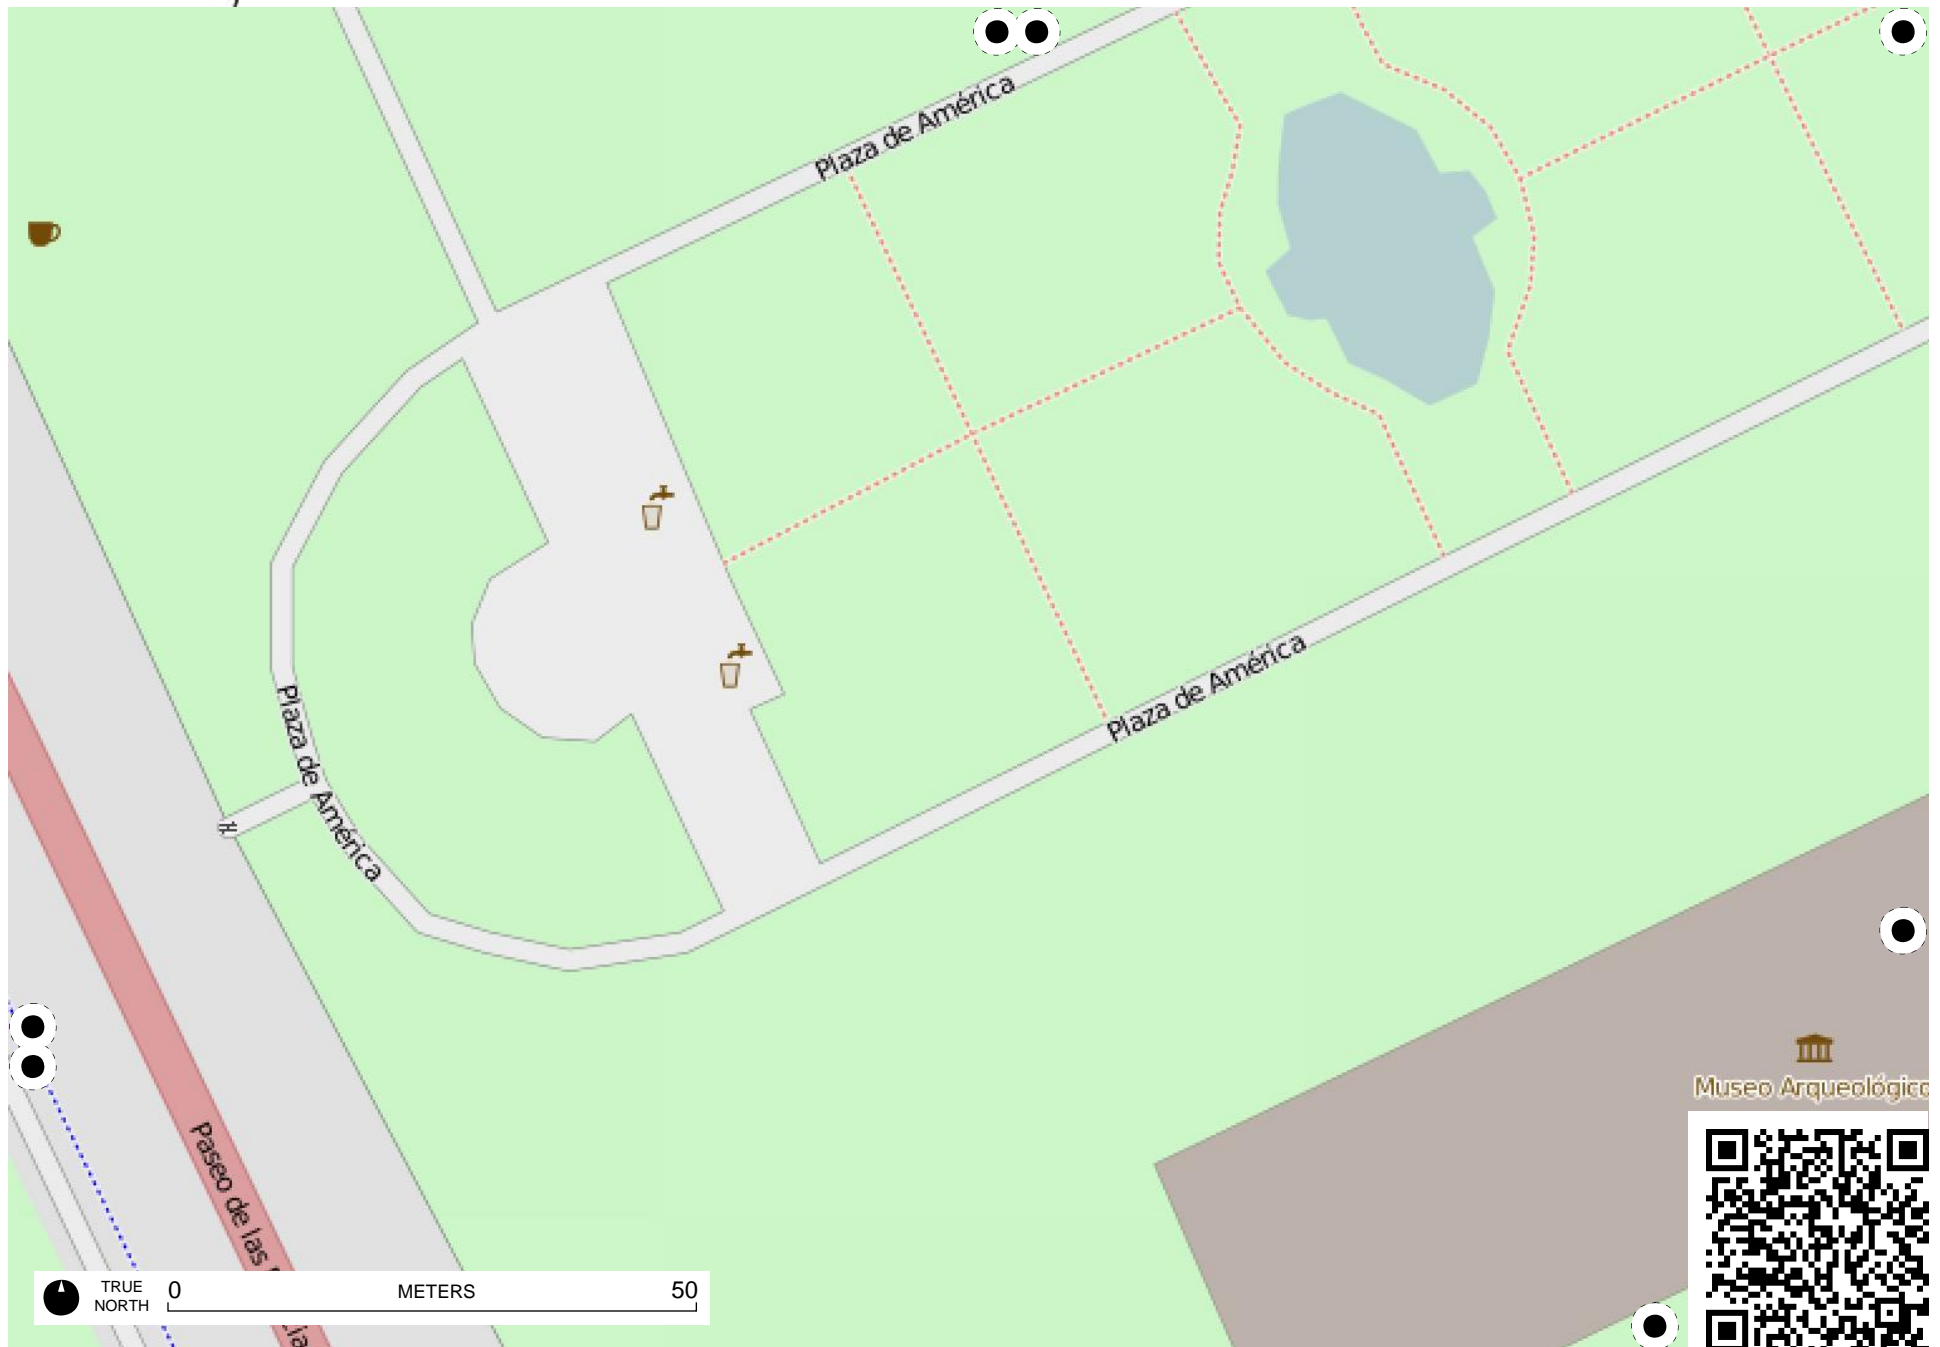 Plaza de América
Plaza de América
Plaza de América
Museo Arqueológico
Paseo de las
TRUE
NORTH
0
METERS
50